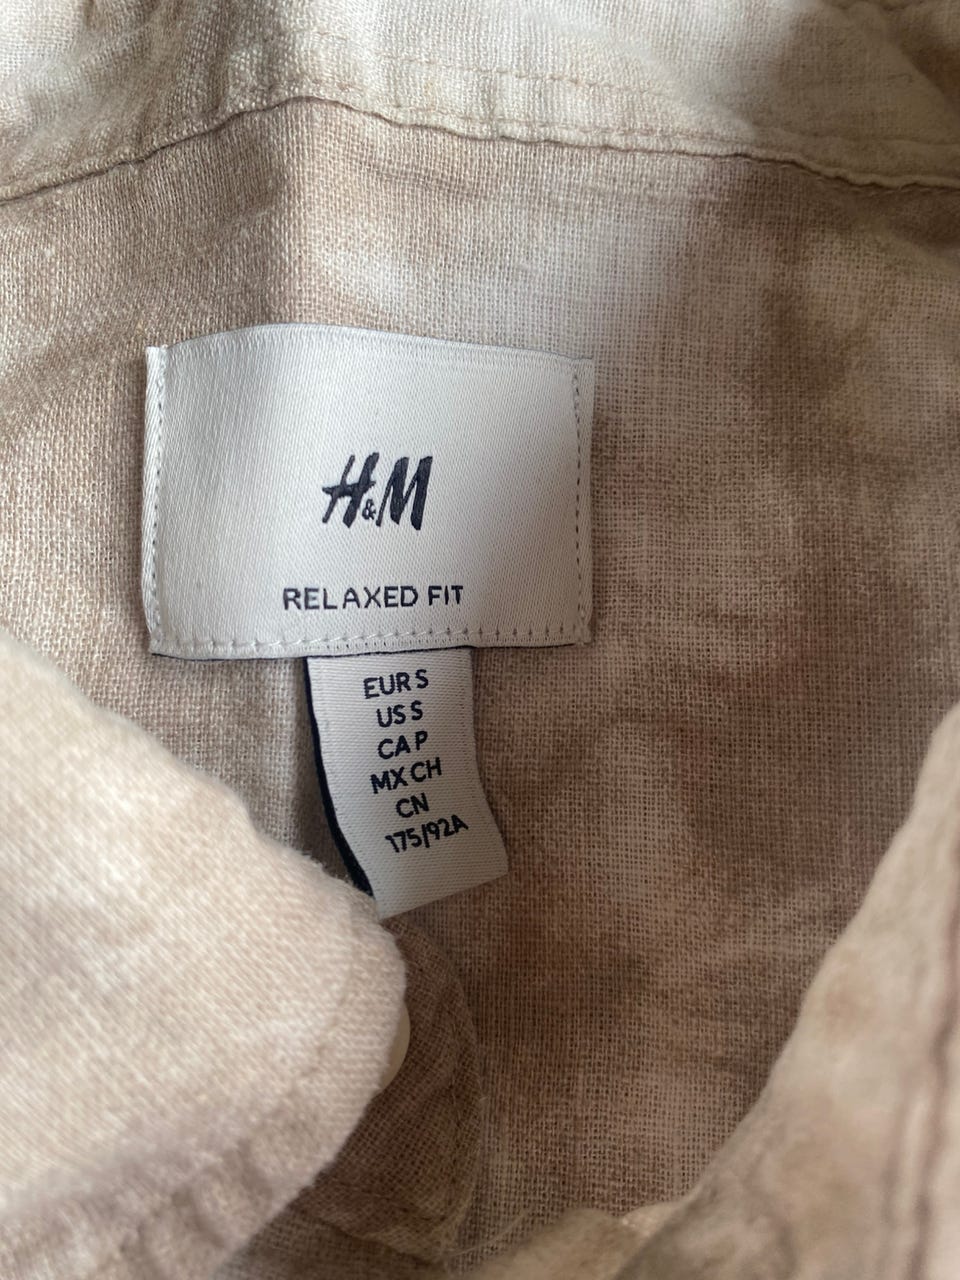 H&M
RELAXED FIT
EUR S
US S
CA P
MX CH
CN
175/92A